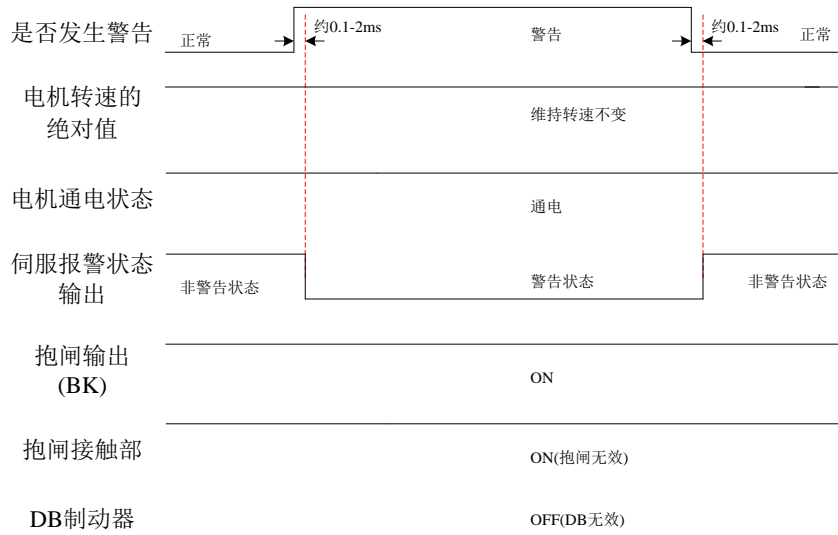 是否发生警告
正常
约0.1-2ms
警告
约0.1-2ms
正常
电机转速的
绝对值
维持转速不变
电机通电状态
通电
伺服报警状态
输出
非警告状态
警告状态
非警告状态
抱闸输出
(BK)
ON
抱闸接触部
ON(抱闸无效)
DB制动器
OFF(DB无效)